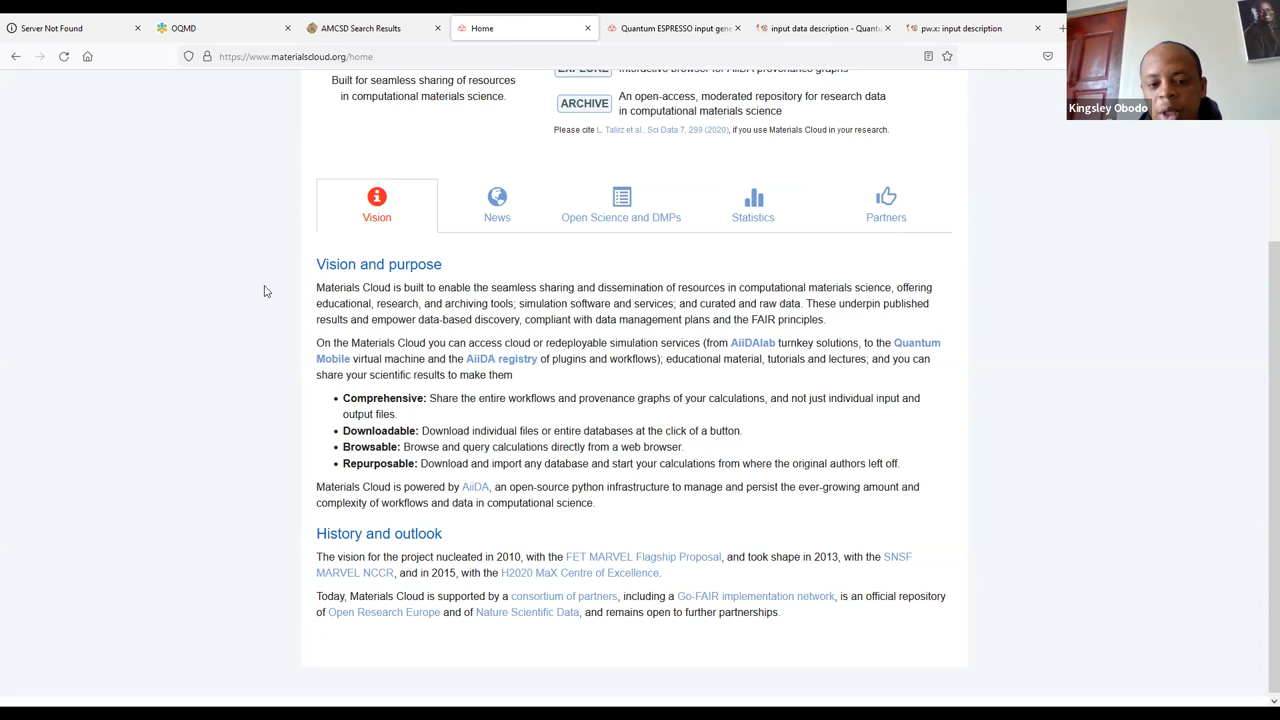 Server Not Found
OQMD
AMCSD Search Results
Home
Quantum ESPRESSO input gen
input data description - Quantu
pw.x: input description
https://www.materialscloud.org/home
Kingsley Obodo
Built for seamless sharing of resources
in computational materials science.
EXPLORE Interactive browser for AiiDA provenance graphs
ARCHIVE
An open-access, moderated repository for research data
in computational materials science
Please cite L. Talirz et al., Sci Data 7, 299 (2020), if you use Materials Cloud in your research.
Vision
News
Open Science and DMPs
Statistics
Partners
Vision and purpose
Materials Cloud is built to enable the seamless sharing and dissemination of resources in computational materials science, offering
educational, research, and archiving tools; simulation software and services; and curated and raw data. These underpin published
results and empower data-based discovery, compliant with data management plans and the FAIR principles.
On the Materials Cloud you can access cloud or redeployable simulation services (from AiiDAlab turnkey solutions, to the Quantum
Mobile virtual machine and the AiiDA registry of plugins and workflows); educational material, tutorials and lectures; and you can
share your scientific results to make them
• Comprehensive: Share the entire workflows and provenance graphs of your calculations, and not just individual input and
output files.
• Downloadable: Download individual files or entire databases at the click of a button.
• Browsable: Browse and query calculations directly from a web browser.
• Repurposable: Download and import any database and start your calculations from where the original authors left off.
Materials Cloud is powered by AiiDA, an open-source python infrastructure to manage and persist the ever-growing amount and
complexity of workflows and data in computational science.
History and outlook
The vision for the project nucleated in 2010, with the FET MARVEL Flagship Proposal, and took shape in 2013, with the SNSF
MARVEL NCCR, and in 2015, with the H2020 MaX Centre of Excellence.
Today, Materials Cloud is supported by a consortium of partners, including a Go-FAIR implementation network, is an official repository
of Open Research Europe and of Nature Scientific Data, and remains open to further partnerships.